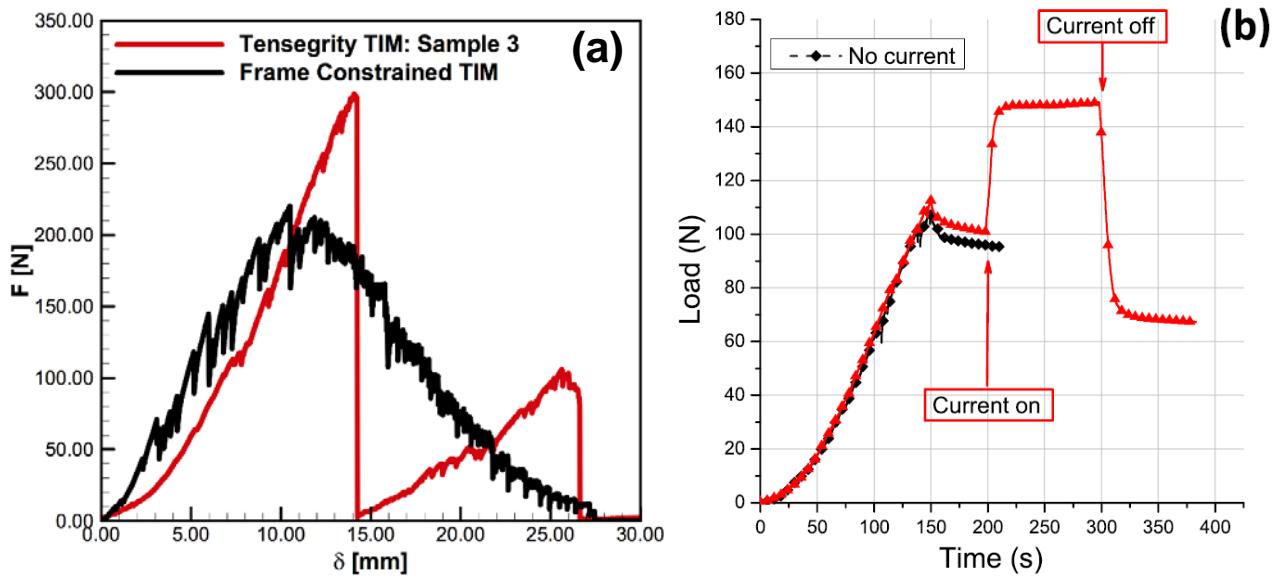 (a)
Tensegrity TIM: Sample 3
Frame Constrained TIM
F [N]
350.00
300.00
250.00
200.00
150.00
100.00
50.00
0.00
0.00 5.00 10.00 15.00 20.00 25.00 30.00
δ [mm]
(b)
No current
Current off
Current on
Load (N)
180
160
140
120
100
80
60
40
20
0
0 50 100 150 200 250 300 350 400
Time (s)